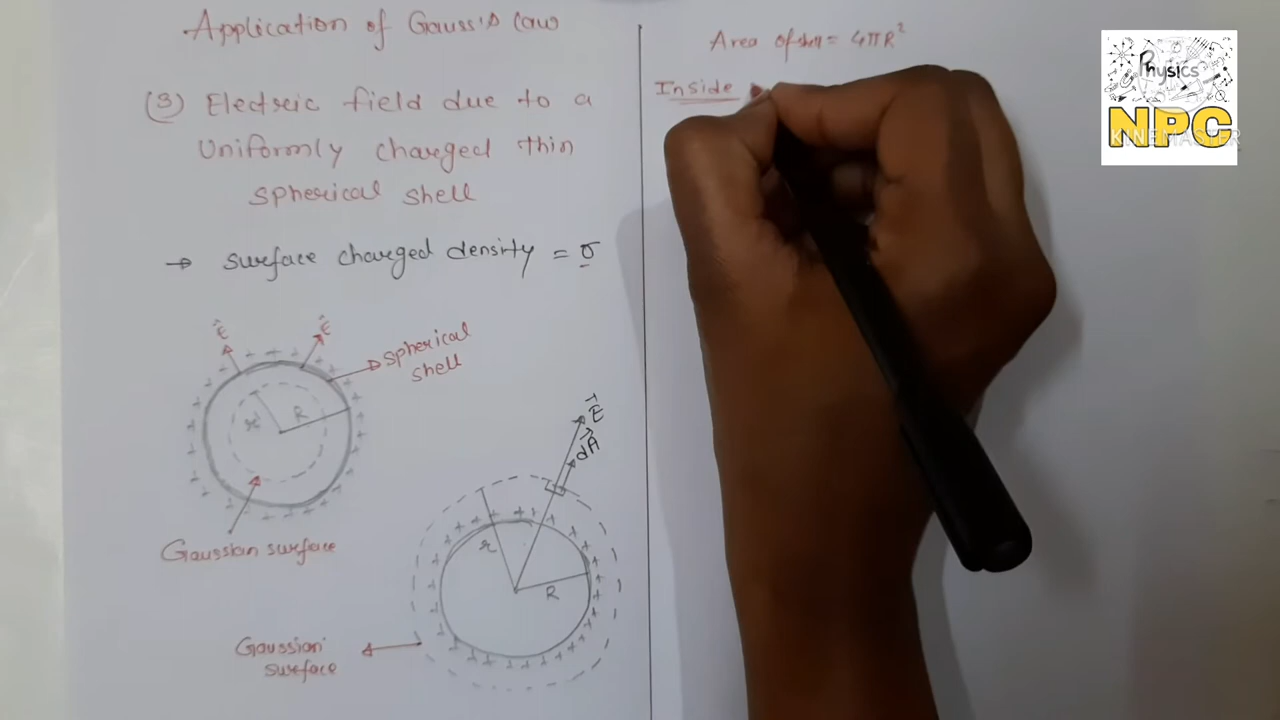 Application of Gauss's Law
(3) Electric field due to a
Uniformly charged thin
spherical shell
→ surface charged density = σ
E
E
spherical
shell
r
R
Gaussian surface
E
dA
r
R
Gaussian
surface
Area of shell = 4πR²
Inside
Physics
NPC
KINEMASTER